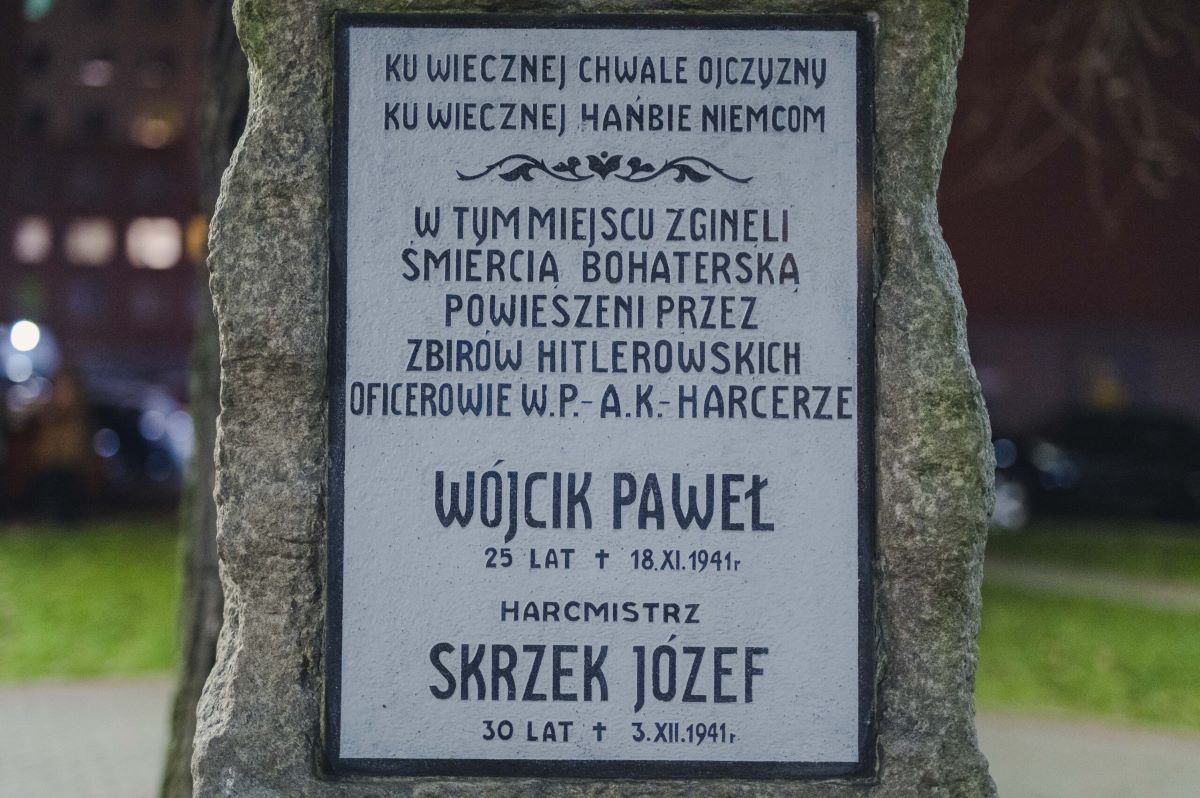 KU WIECZNEJ CHWALE OJCZYZNY
KU WIECZNEJ HAŃBIE NIEMCOM
W TYM MIEJSCU ZGINELI
ŚMIERCIĄ BOHATERSKĄ
POWIESZENI PRZEZ
ZBIRÓW HITLEROWSKICH
OFICEROWIE W.P.-A.K.-HARCERZE
WÓJCIK PAWEŁ
25 LAT ✝ 18.XI.1941r
HARCMISTRZ
SKRZEK JÓZEF
30 LAT ✝ 3.XII.1941r